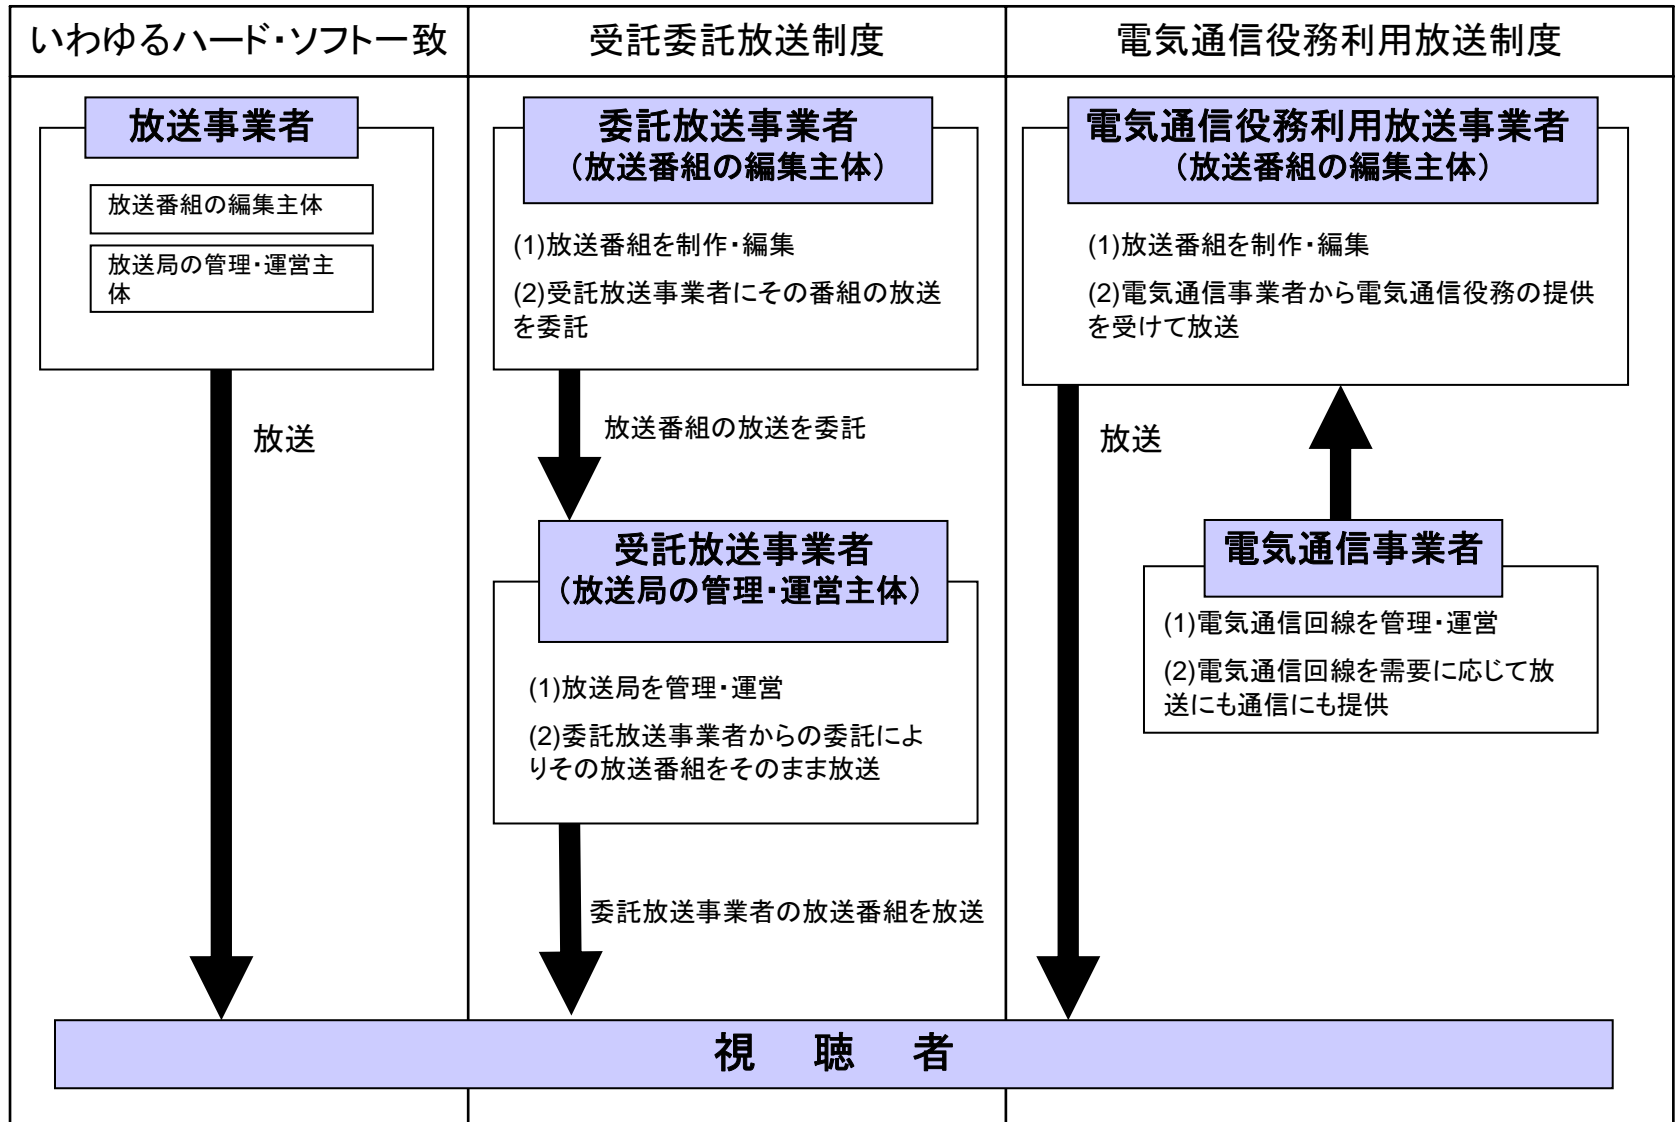 いわゆるハード・ソフト一致
受託委託放送制度
電気通信役務利用放送制度
放送事業者
放送番組の編集主体
放送局の管理・運営主
体
放送
委託放送事業者
（放送番組の編集主体）
(1)放送番組を制作・編集
(2)受託放送事業者にその番組の放送
を委託
放送番組の放送を委託
受託放送事業者
（放送局の管理・運営主体）
(1)放送局を管理・運営
(2)委託放送事業者からの委託によ
りその放送番組をそのまま放送
委託放送事業者の放送番組を放送
電気通信役務利用放送事業者
（放送番組の編集主体）
(1)放送番組を制作・編集
(2)電気通信事業者から電気通信役務の提供
を受けて放送
放送
電気通信事業者
(1)電気通信回線を管理・運営
(2)電気通信回線を需要に応じて放
送にも通信にも提供
視　聴　者